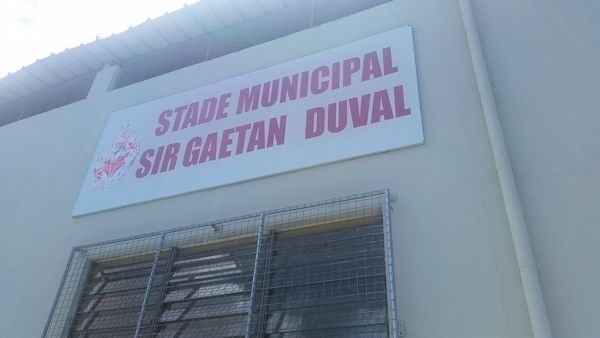 STADE MUNICIPAL
SIR GAETAN DUVAL